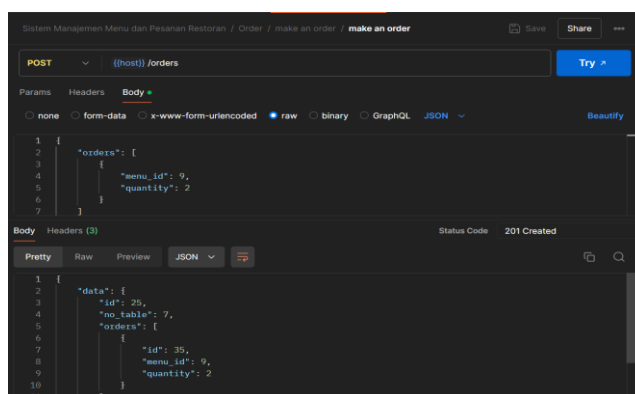 Sistem Manajemen Menu dan Pesanan Restoran / Order / make an order / make an order Save Share
POST {{host}} /orders Try
Params Headers Body
none form-data x-www-form-urlencoded raw binary GraphQL JSON Beautify
1 {
2 "orders": [
3 {
4 "menu_id": 9,
5 "quantity": 2
6 }
7 ]
Body Headers (3) Status Code 201 Created
Pretty Raw Preview JSON
1 {
2 "data": {
3 "id": 25,
4 "no_table": 7,
5 "orders": [
6 {
7 "id": 35,
8 "menu_id": 9,
9 "quantity": 2
10 }